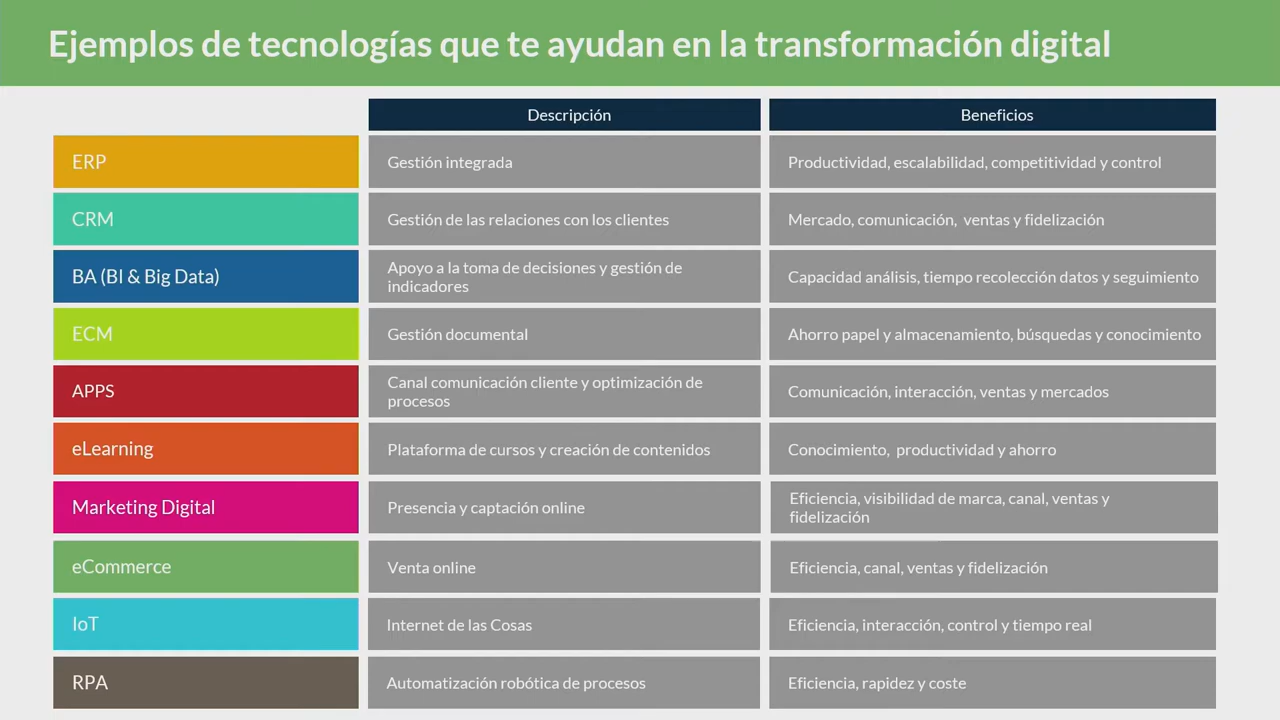 Ejemplos de tecnologías que te ayudan en la transformación digital
Descripción
Beneficios
ERP
Gestión integrada
Productividad, escalabilidad, competitividad y control
CRM
Gestión de las relaciones con los clientes
Mercado, comunicación,  ventas y fidelización
BA (BI & Big Data)
Apoyo a la toma de decisiones y gestión de
indicadores
Capacidad análisis, tiempo recolección datos y seguimiento
ECM
Gestión documental
Ahorro papel y almacenamiento, búsquedas y conocimiento
APPS
Canal comunicación cliente y optimización de
procesos
Comunicación, interacción, ventas y mercados
eLearning
Plataforma de cursos y creación de contenidos
Conocimiento,  productividad y ahorro
Marketing Digital
Presencia y captación online
Eficiencia, visibilidad de marca, canal, ventas y
fidelización
eCommerce
Venta online
Eficiencia, canal, ventas y fidelización
IoT
Internet de las Cosas
Eficiencia, interacción, control y tiempo real
RPA
Automatización robótica de procesos
Eficiencia, rapidez y coste